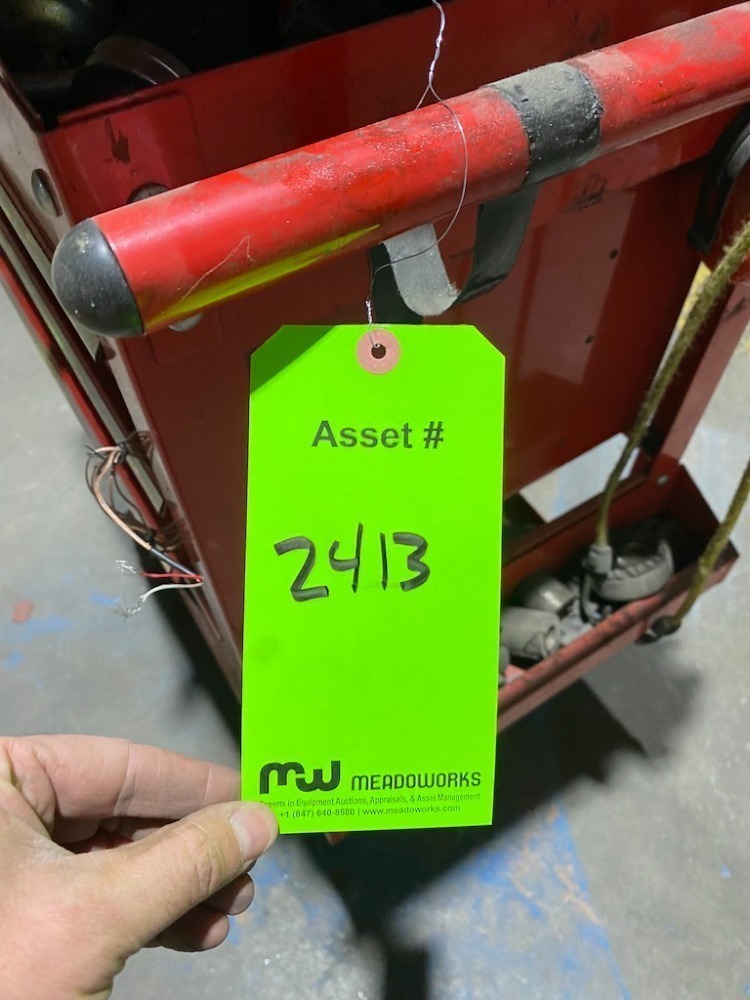 Asset #
2413
mw MEADOWORKS
Experts in Equipment Auctions, Appraisals, & Asset Management
+1 (847) 640-8580 | www.meadoworks.com